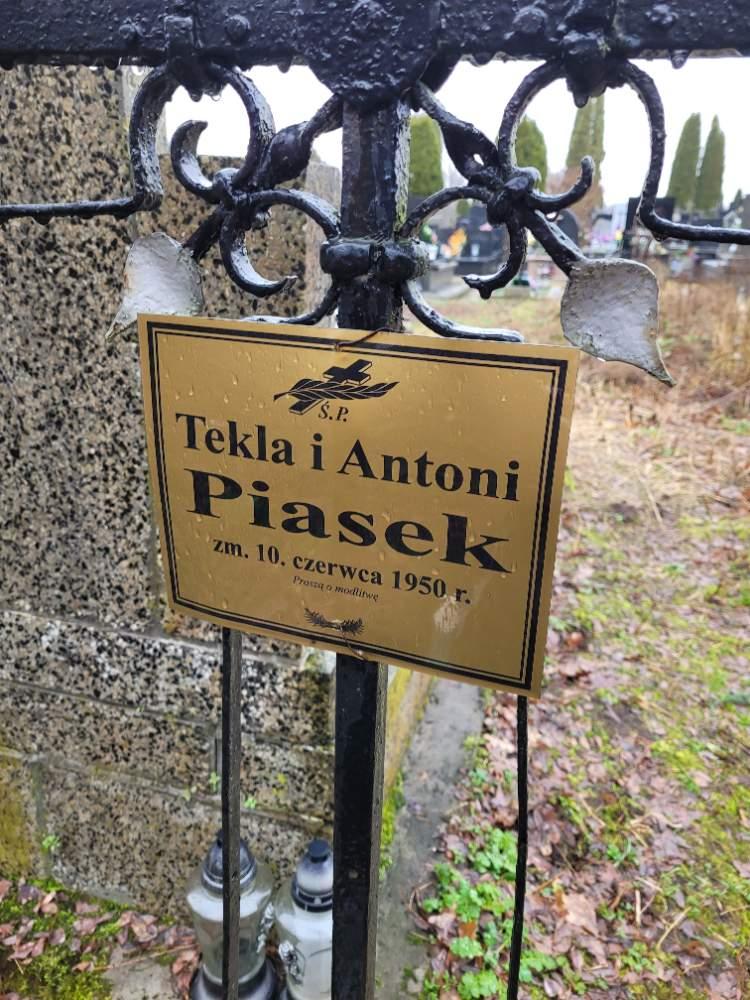 Ś.P.
Tekla i Antoni
Piasek
zm. 10. czerwca 1950 r.
Proszą o modlitwę